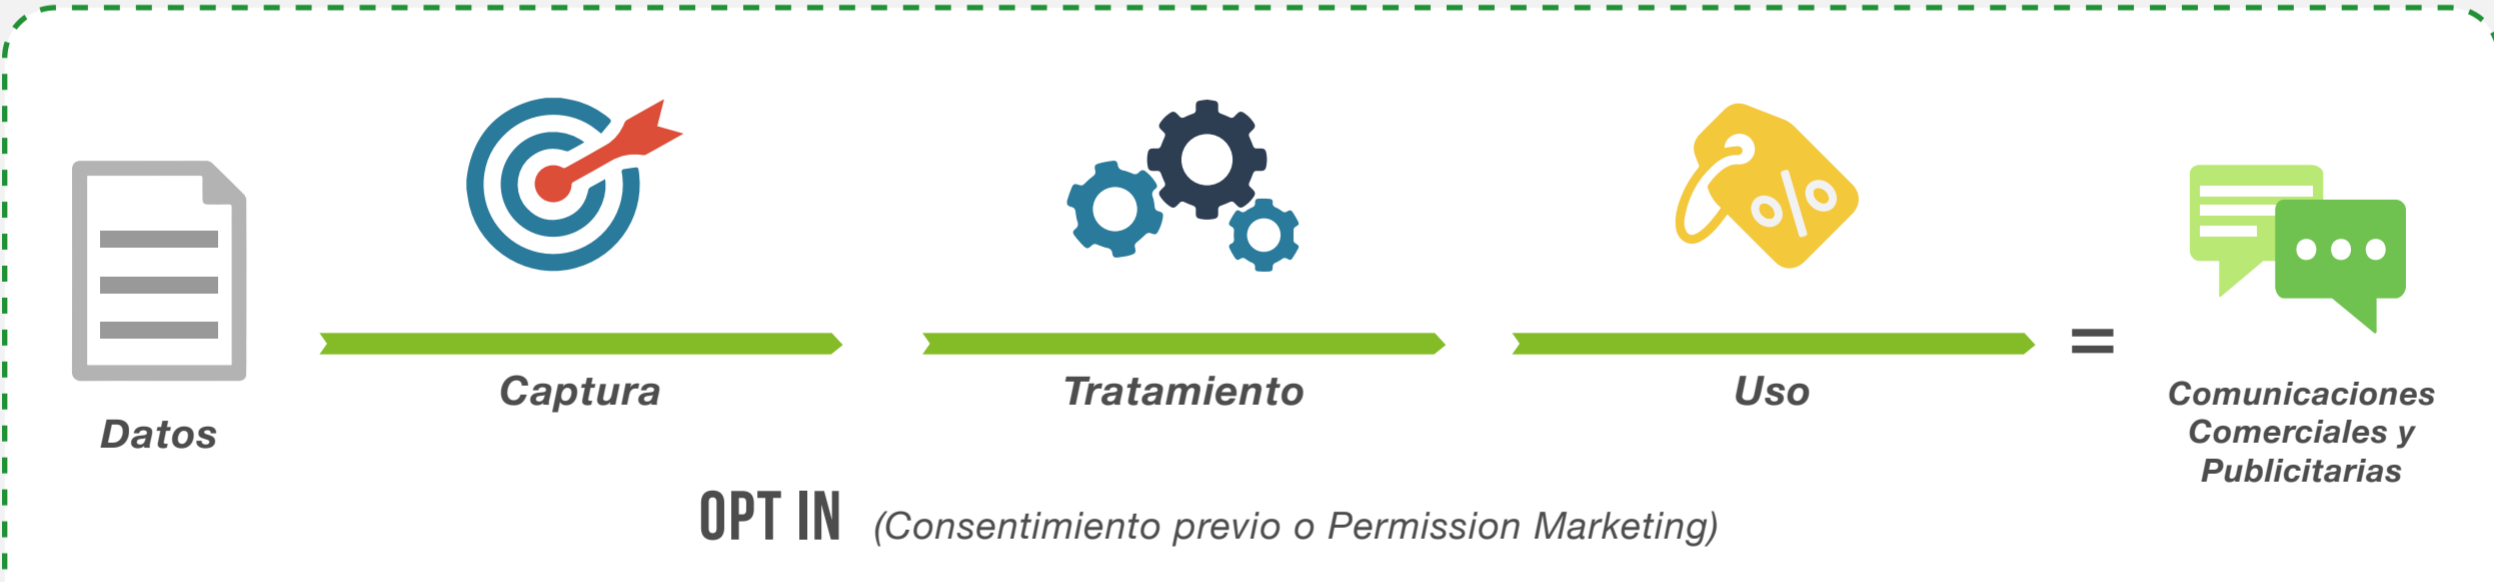 Datos
Captura
Tratamiento
Uso
=
Comunicaciones
Comerciales y
Publicitarias
OPT IN (Consentimiento previo o Permission Marketing)